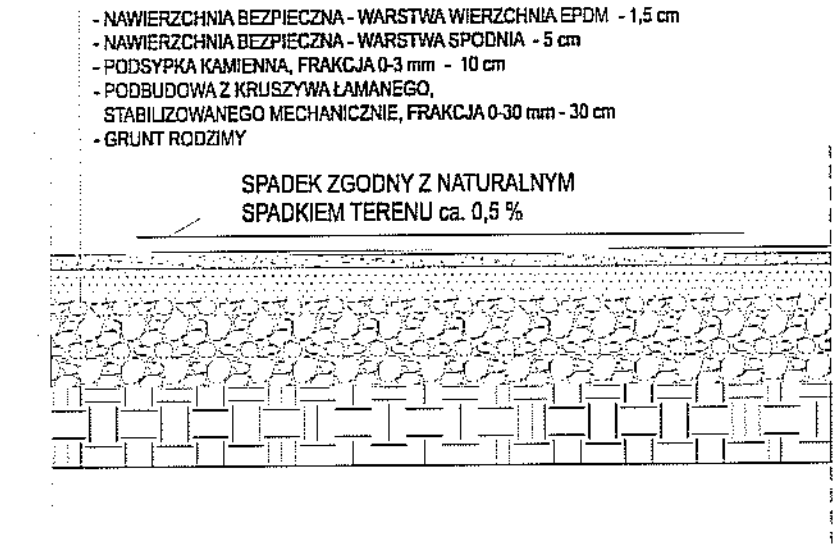 - NAWIERZCHNIA BEZPIECZNA - WARSTWA WIERZCHNIA EPDM - 1,5 cm
- NAWIERZCHNIA BEZPIECZNA - WARSTWA SPODNIA - 5 cm
- PODSYPKA KAMIENNA, FRAKCJA 0-3 mm - 10 cm
- PODBUDOWA Z KRUSZYWA ŁAMANEGO,
STABILIZOWANEGO MECHANICZNIE, FRAKCJA 0-30 mm - 30 cm
- GRUNT RODZIMY
SPADEK ZGODNY Z NATURALNYM
SPADKIEM TERENU ca. 0,5 %